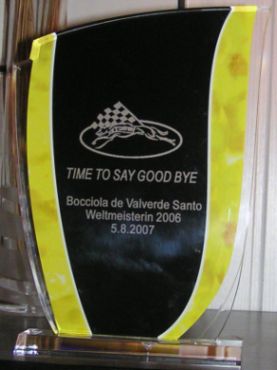 TIME TO SAY GOOD BYE
Bocciola de Valverde Santo
Weltmeisterin 2006
5.8.2007